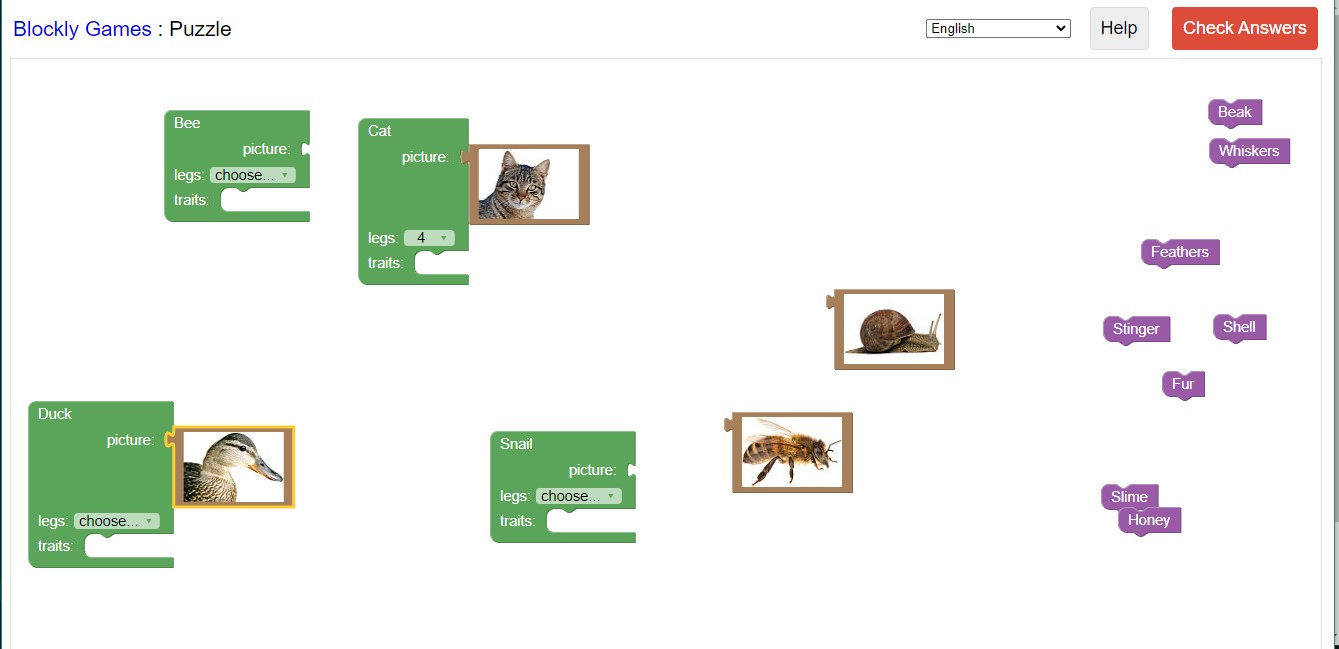 Blockly Games : Puzzle
English
Help
Check Answers
Bee
picture:
legs: choose...
traits:
Cat
picture:
legs: 4
traits:
Beak
Whiskers
Feathers
Stinger
Shell
Fur
Duck
picture:
legs: choose...
traits:
Snail
picture:
legs: choose...
traits:
Slime
Honey